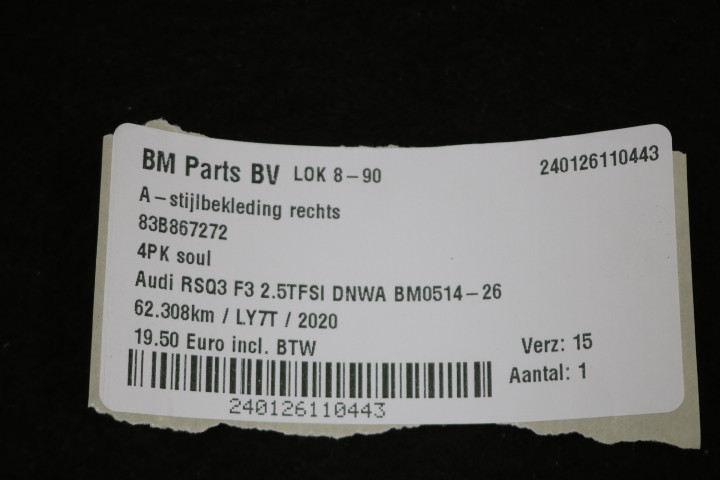 BM Parts BV LOK 8-90 240126110443
A-stijlbekleding rechts
83B867272
4PK soul
Audi RSQ3 F3 2.5TFSI DNWA BM0514-26
62.308km / LY7T / 2020
19.50 Euro incl. BTW Verz: 15
Aantal: 1
240126110443